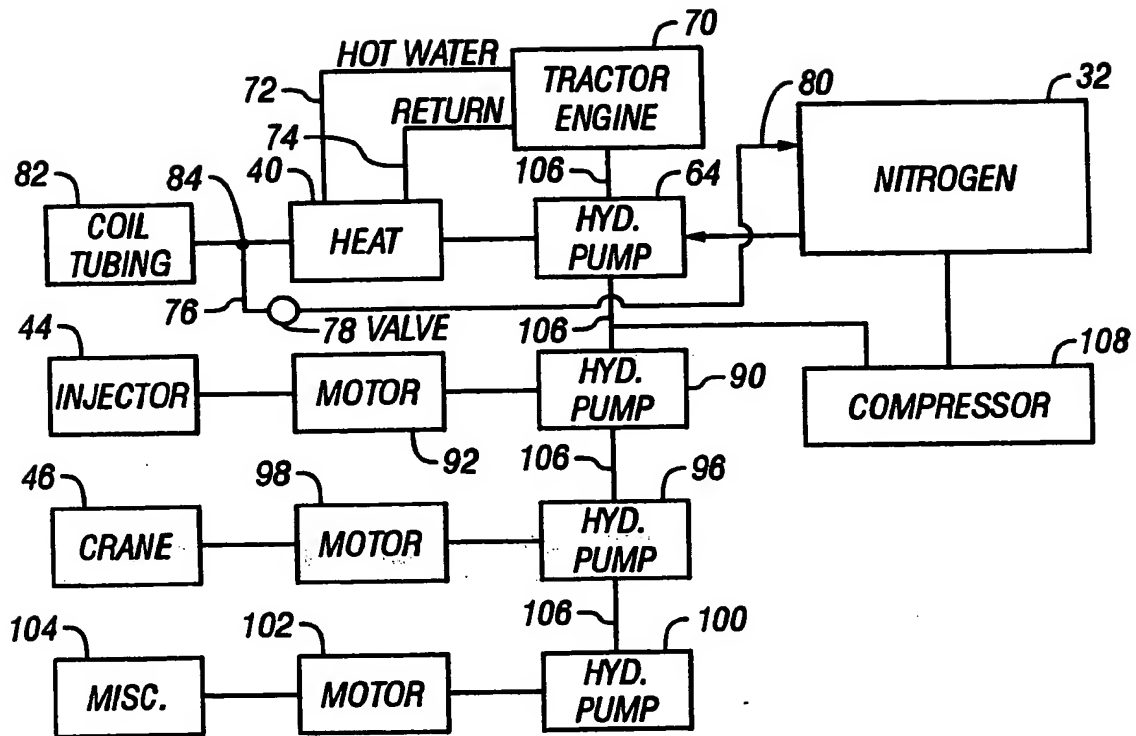 70
HOT WATER
TRACTOR
ENGINE
72
80
32
RETURN
74
NITROGEN
82
84
40
106
64
COIL
TUBING
HEAT
HYD.
PUMP
76
78 VALVE
106
44
108
INJECTOR
MOTOR
HYD.
PUMP
90
COMPRESSOR
92
106
46
98
96
CRANE
MOTOR
HYD.
PUMP
106
104
102
100
MISC.
MOTOR
HYD.
PUMP